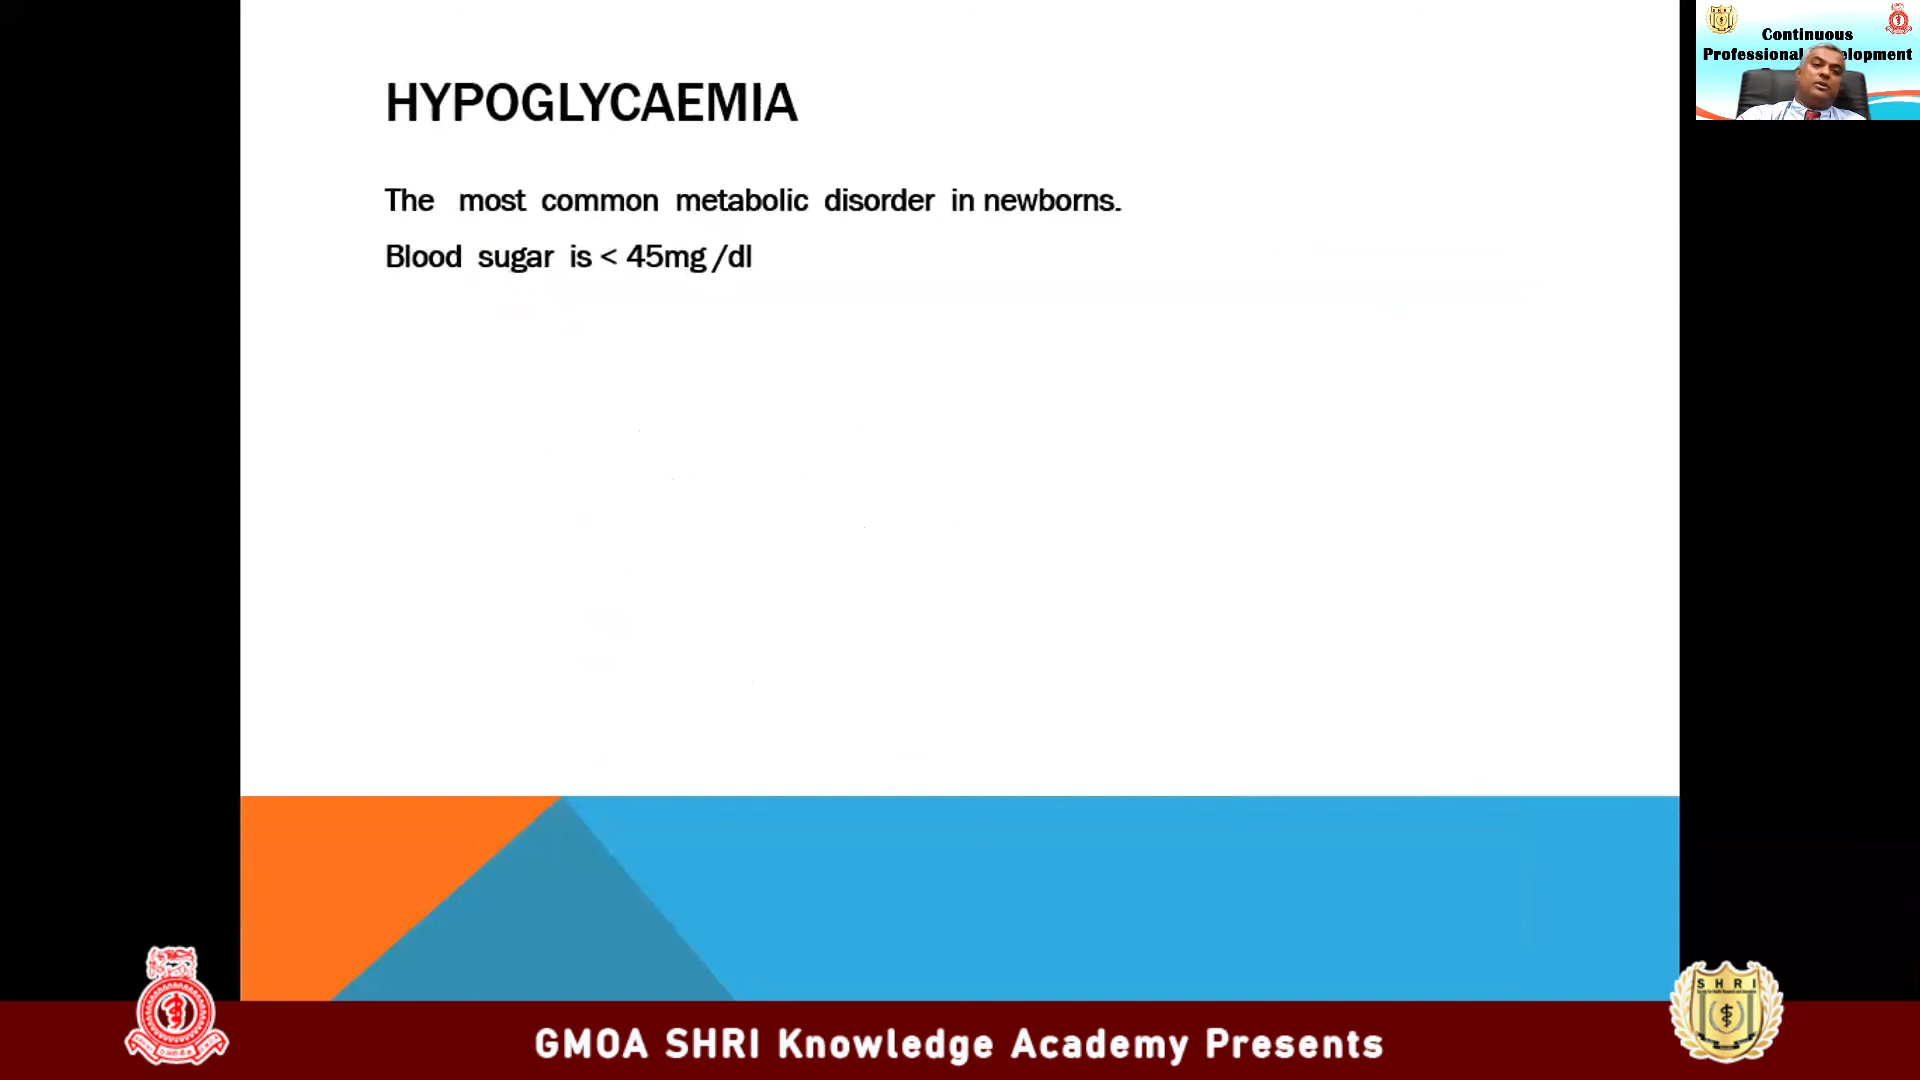 HYPOGLYCAEMIA
The most common metabolic disorder in newborns.
Blood sugar is < 45mg /dl
Continuous
Professional
SHRI
GMOA SHRI Knowledge Academy Presents